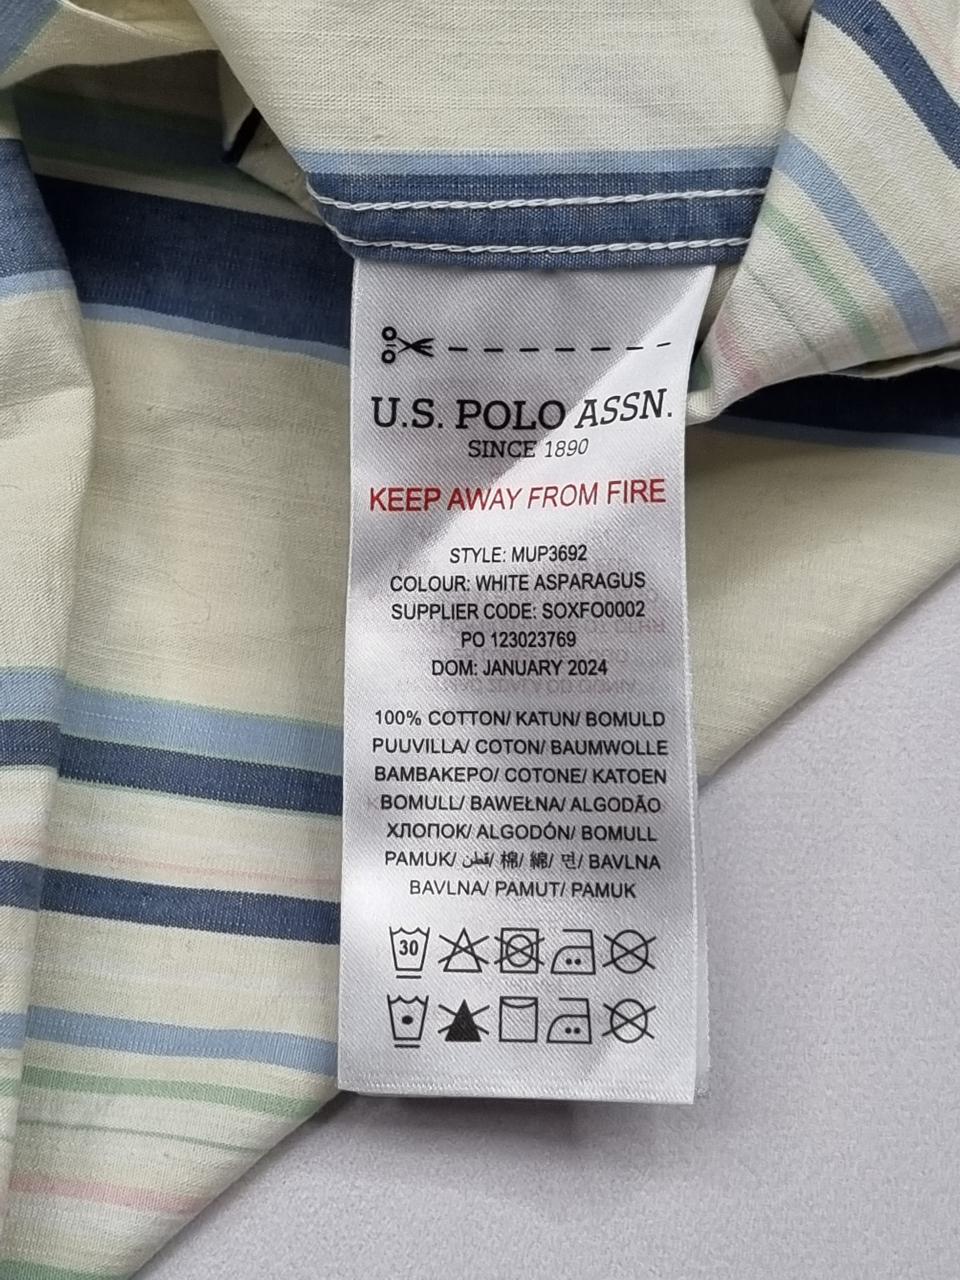 U.S. POLO ASSN.
SINCE 1890
KEEP AWAY FROM FIRE
STYLE: MUP3692
COLOUR: WHITE ASPARAGUS
SUPPLIER CODE: SOXFO0002
PO 123023769
DOM: JANUARY 2024
100% COTTON/ KATUN/ BOMULD
PUUVILLA/ COTON/ BAUMWOLLE
BAMBAKEPO/ COTONE/ KATOEN
BOMULL/ BAWEŁNA/ ALGODÃO
ХЛОПОК/ ALGODÓN/ BOMULL
PAMUK/ قطن/ 棉/ 綿/ 면/ BAVLNA
BAVLNA/ PAMUT/ PAMUK
30